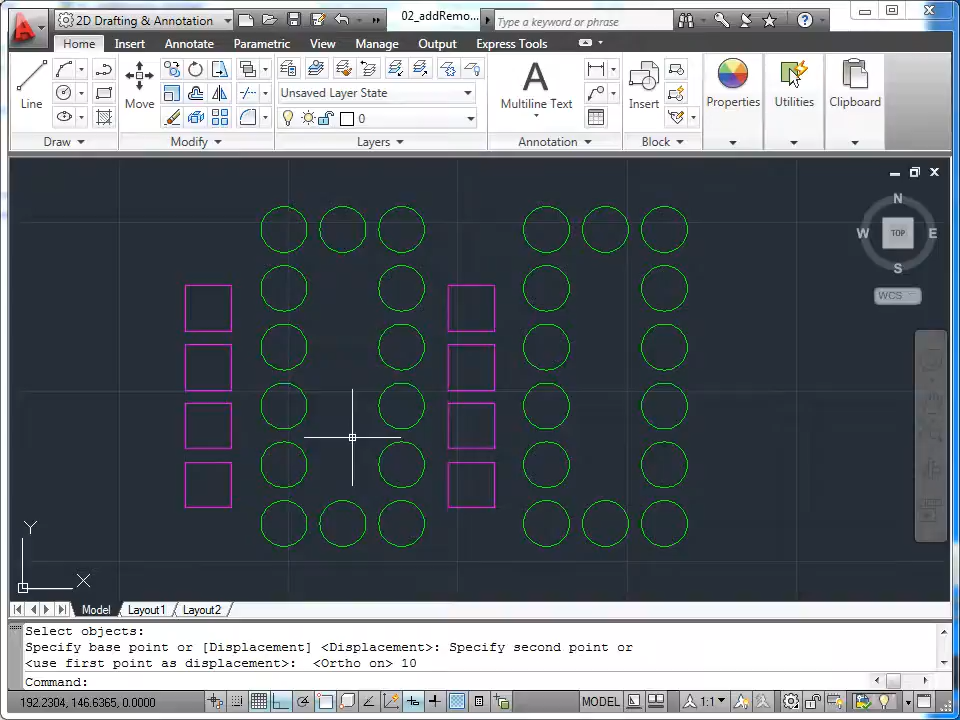 2D Drafting & Annotation
02_addRemo...
Type a keyword or phrase
Home Insert Annotate Parametric View Manage Output Express Tools
Line
Move
Unsaved Layer State
0
Multiline Text
Insert
Properties
Utilities
Clipboard
Draw
Modify
Layers
Annotation
Block
N
W
TOP
E
S
WCS
Y
X
Model Layout1 Layout2
Select objects:
Specify base point or [Displacement] <Displacement>: Specify second point or
<use first point as displacement>:  <Ortho on> 10
Command:
192.2304, 146.6365, 0.0000
MODEL
1:1